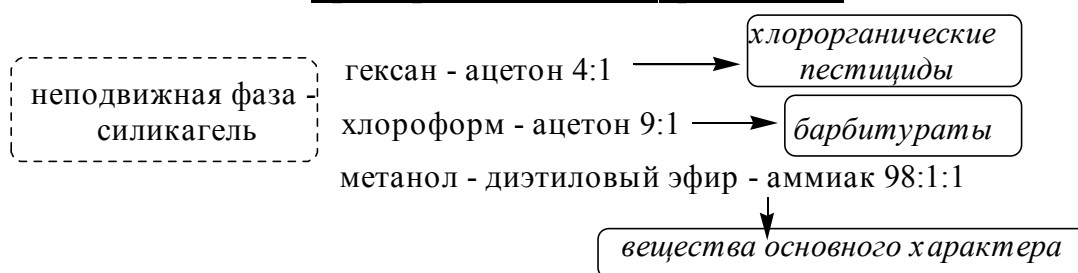 хлорорганические
пестициды
гексан - ацетон 4:1
неподвижная фаза -
силикагель
хлороформ - ацетон 9:1
барбитураты
метанол - диэтиловый эфир - аммиак 98:1:1
вещества основного характера